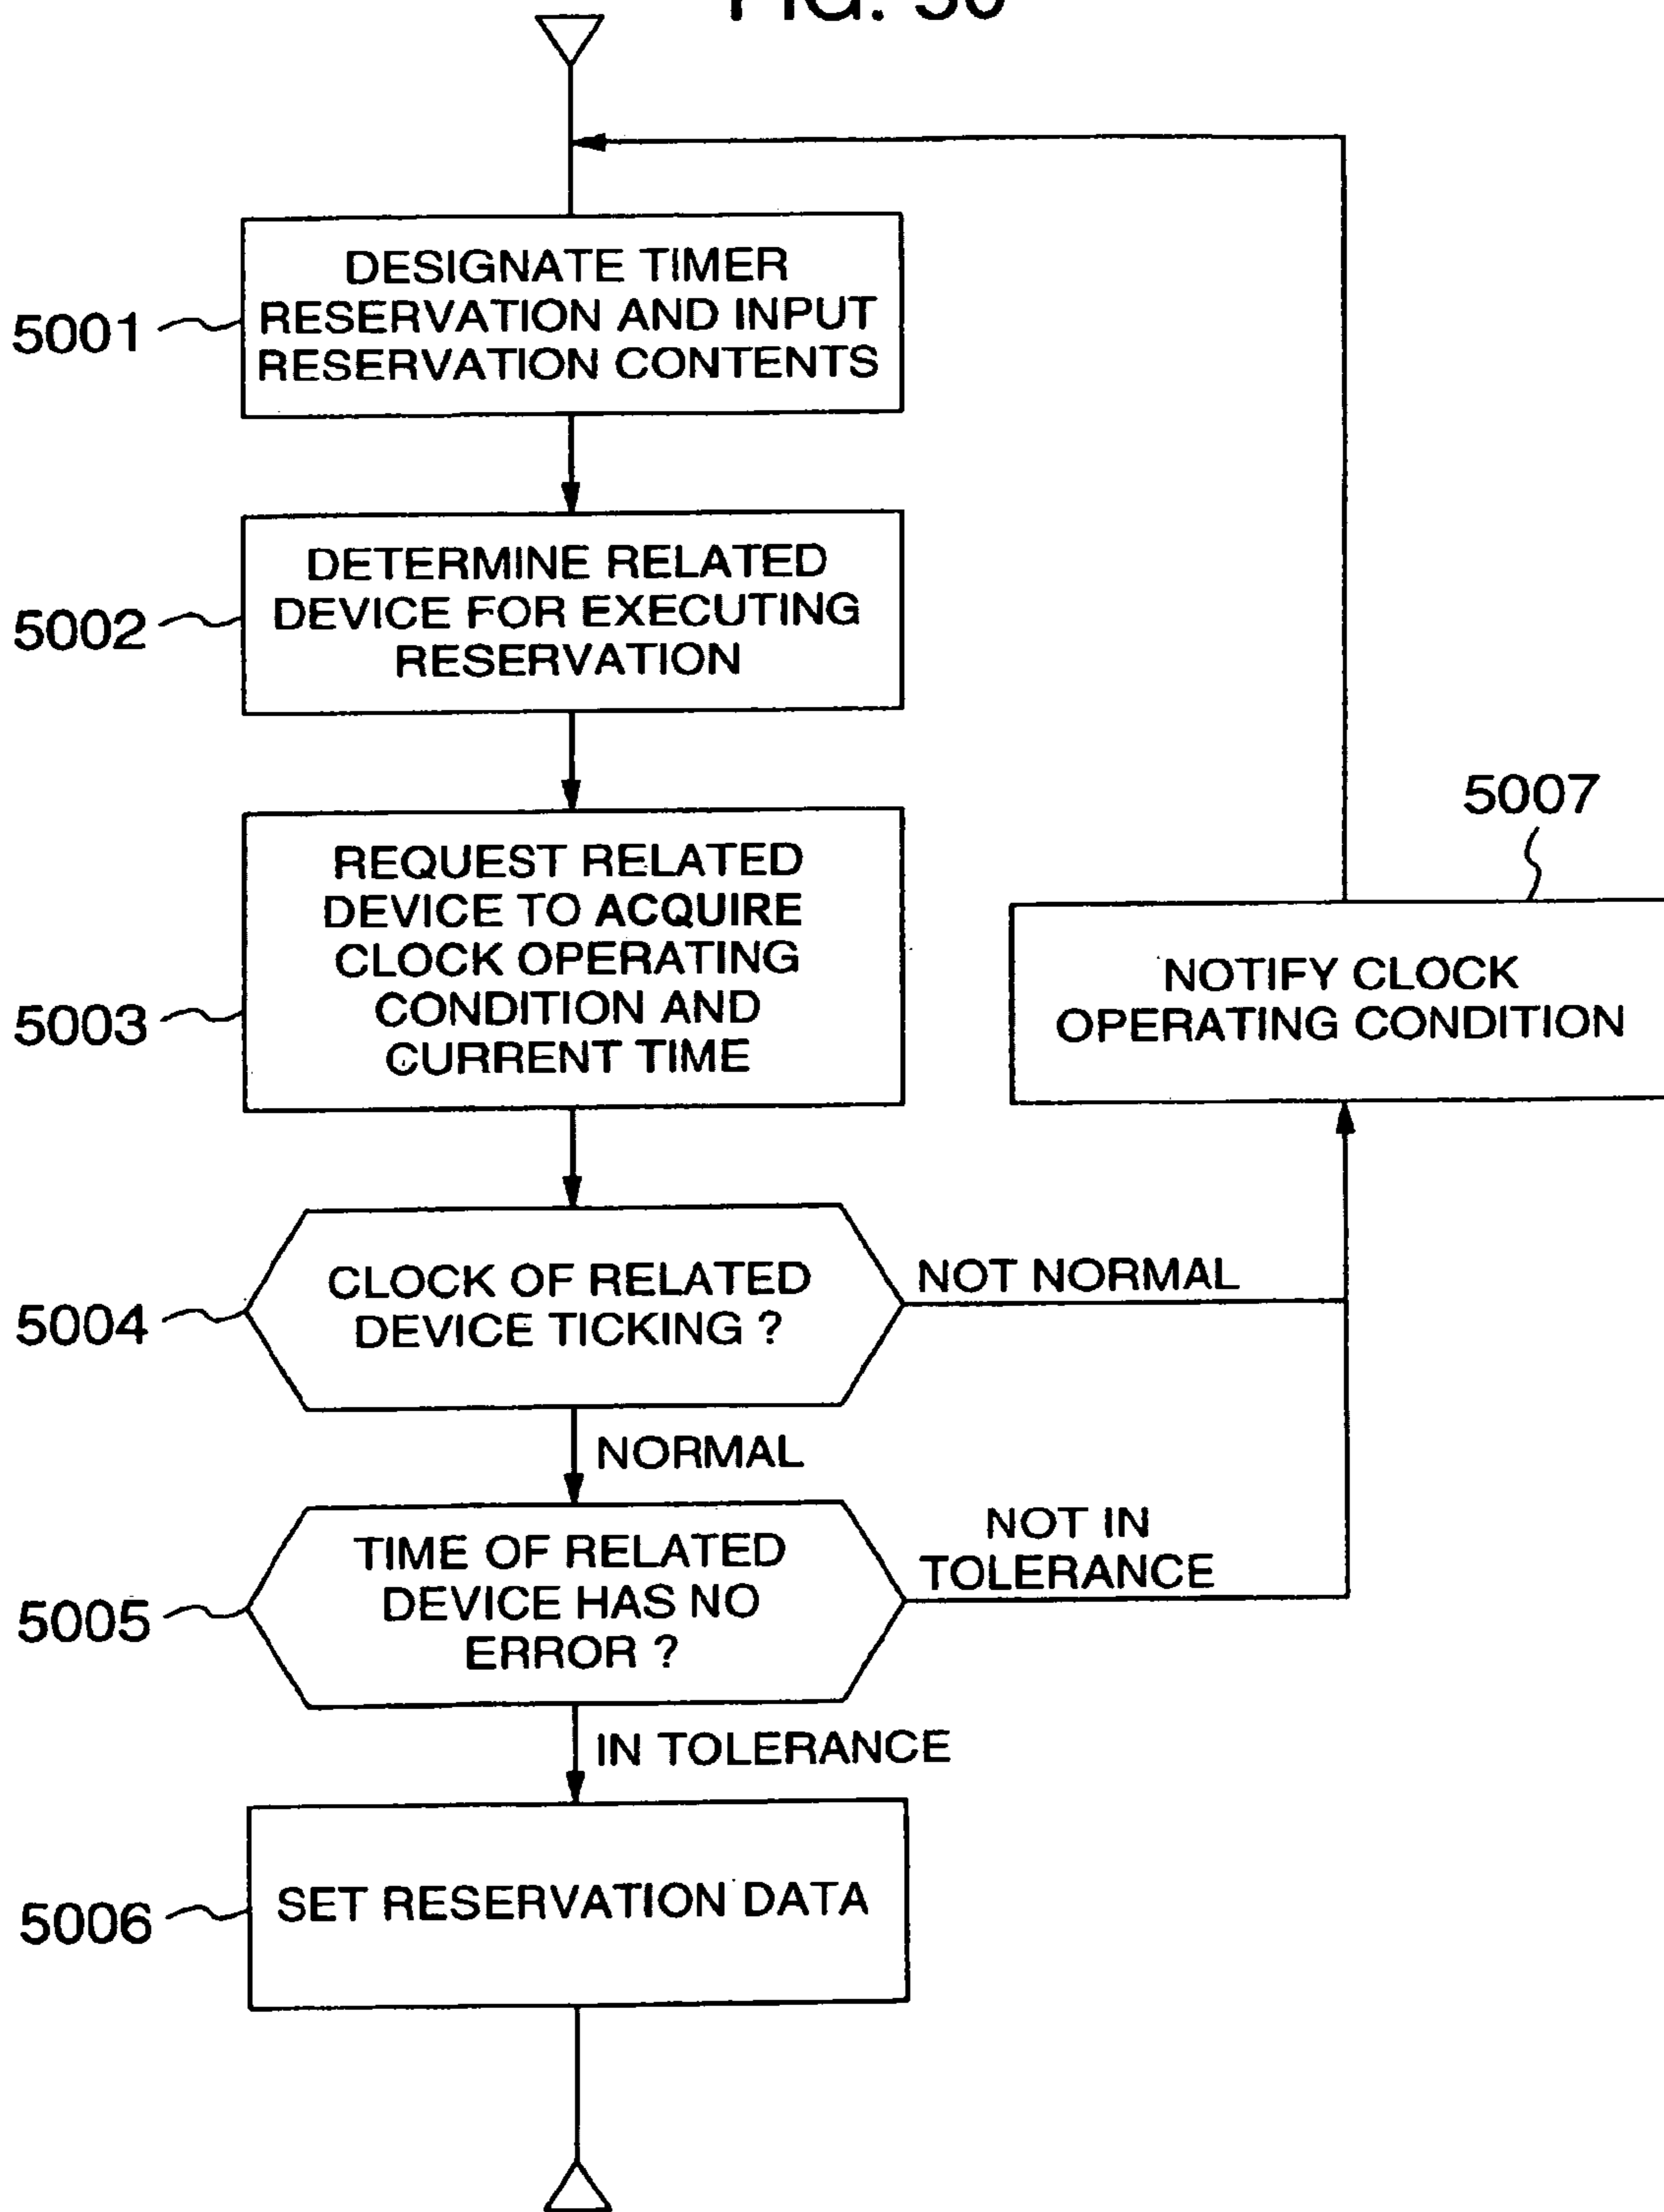 FIG. 50
DESIGNATE TIMER
RESERVATION AND INPUT
RESERVATION CONTENTS
5001
DETERMINE RELATED
DEVICE FOR EXECUTING
RESERVATION
5002
REQUEST RELATED
DEVICE TO ACQUIRE
CLOCK OPERATING
CONDITION AND
CURRENT TIME
5003
5007
NOTIFY CLOCK
OPERATING CONDITION
CLOCK OF RELATED
DEVICE TICKING ?
5004
NOT NORMAL
NORMAL
TIME OF RELATED
DEVICE HAS NO
ERROR ?
5005
NOT IN
TOLERANCE
IN TOLERANCE
SET RESERVATION DATA
5006